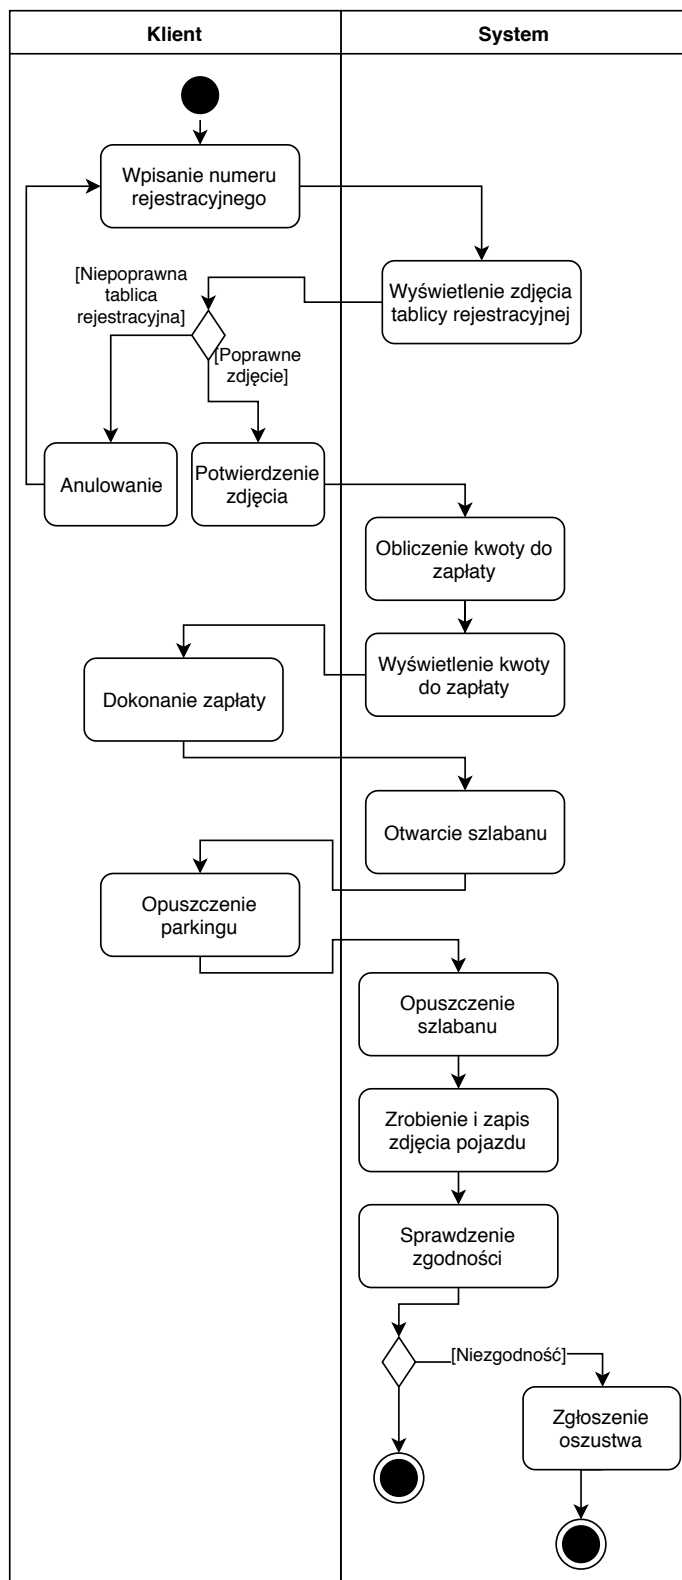 Klient
System
Wpisanie numeru
rejestracyjnego
Wyświetlenie zdjęcia
tablicy rejestracyjnej
[Niepoprawna
tablica
rejestracyjna]
[Poprawne
zdjęcie]
Anulowanie
Potwierdzenie
zdjęcia
Obliczenie kwoty do
zapłaty
Wyświetlenie kwoty
do zapłaty
Dokonanie zapłaty
Otwarcie szlabanu
Opuszczenie
parkingu
Opuszczenie
szlabanu
Zrobienie i zapis
zdjęcia pojazdu
Sprawdzenie
zgodności
[Niezgodność]
Zgłoszenie
oszustwa